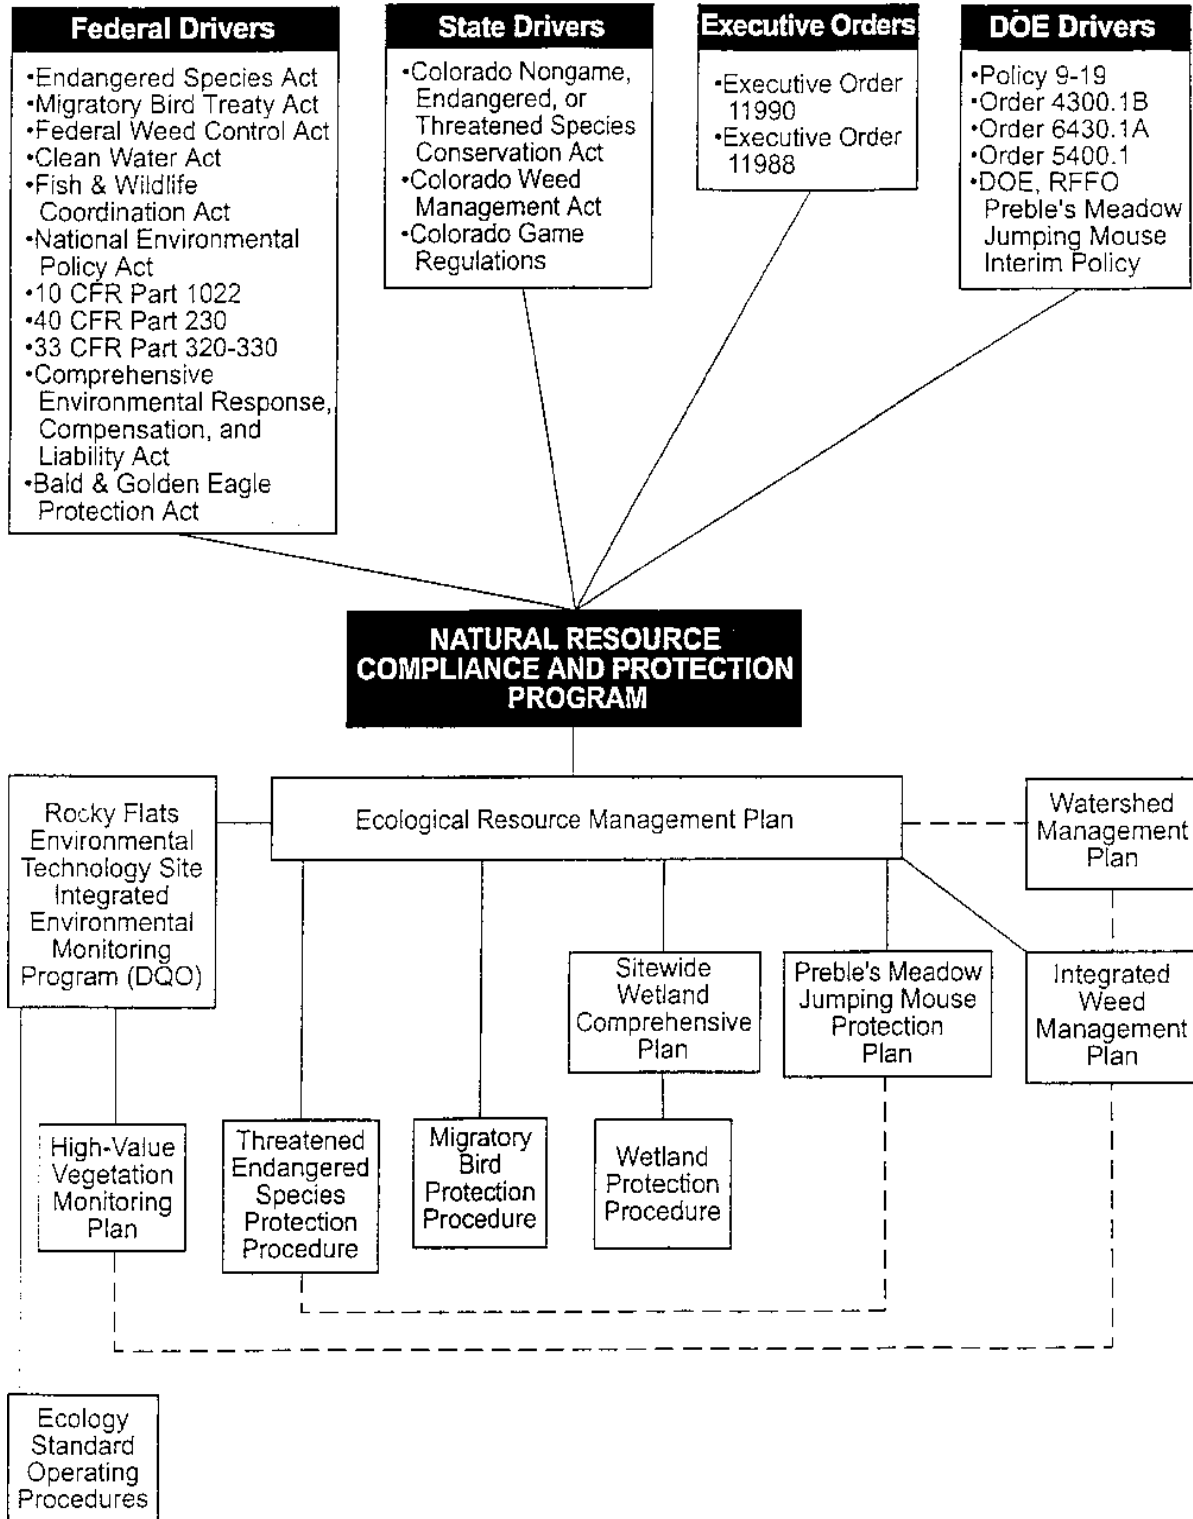 Federal Drivers
•Endangered Species Act
•Migratory Bird Treaty Act
•Federal Weed Control Act
•Clean Water Act
•Fish & Wildlife
Coordination Act
•National Environmental
Policy Act
•10 CFR Part 1022
•40 CFR Part 230
•33 CFR Part 320-330
•Comprehensive
Environmental Response,
Compensation, and
Liability Act
•Bald & Golden Eagle
Protection Act
State Drivers
•Colorado Nongame,
Endangered, or
Threatened Species
Conservation Act
•Colorado Weed
Management Act
•Colorado Game
Regulations
Executive Orders
•Executive Order
11990
•Executive Order
11988
DOE Drivers
•Policy 9-19
•Order 4300.1B
•Order 6430.1A
•Order 5400.1
•DOE, RFFO
Preble's Meadow
Jumping Mouse
Interim Policy
NATURAL RESOURCE
COMPLIANCE AND PROTECTION
PROGRAM
Rocky Flats
Environmental
Technology Site
Integrated
Environmental
Monitoring
Program (DQO)
Ecological Resource Management Plan
Watershed
Management
Plan
Sitewide
Wetland
Comprehensive
Plan
Preble's Meadow
Jumping Mouse
Protection
Plan
Integrated
Weed
Management
Plan
High-Value
Vegetation
Monitoring
Plan
Threatened
Endangered
Species
Protection
Procedure
Migratory
Bird
Protection
Procedure
Wetland
Protection
Procedure
Ecology
Standard
Operating
Procedures